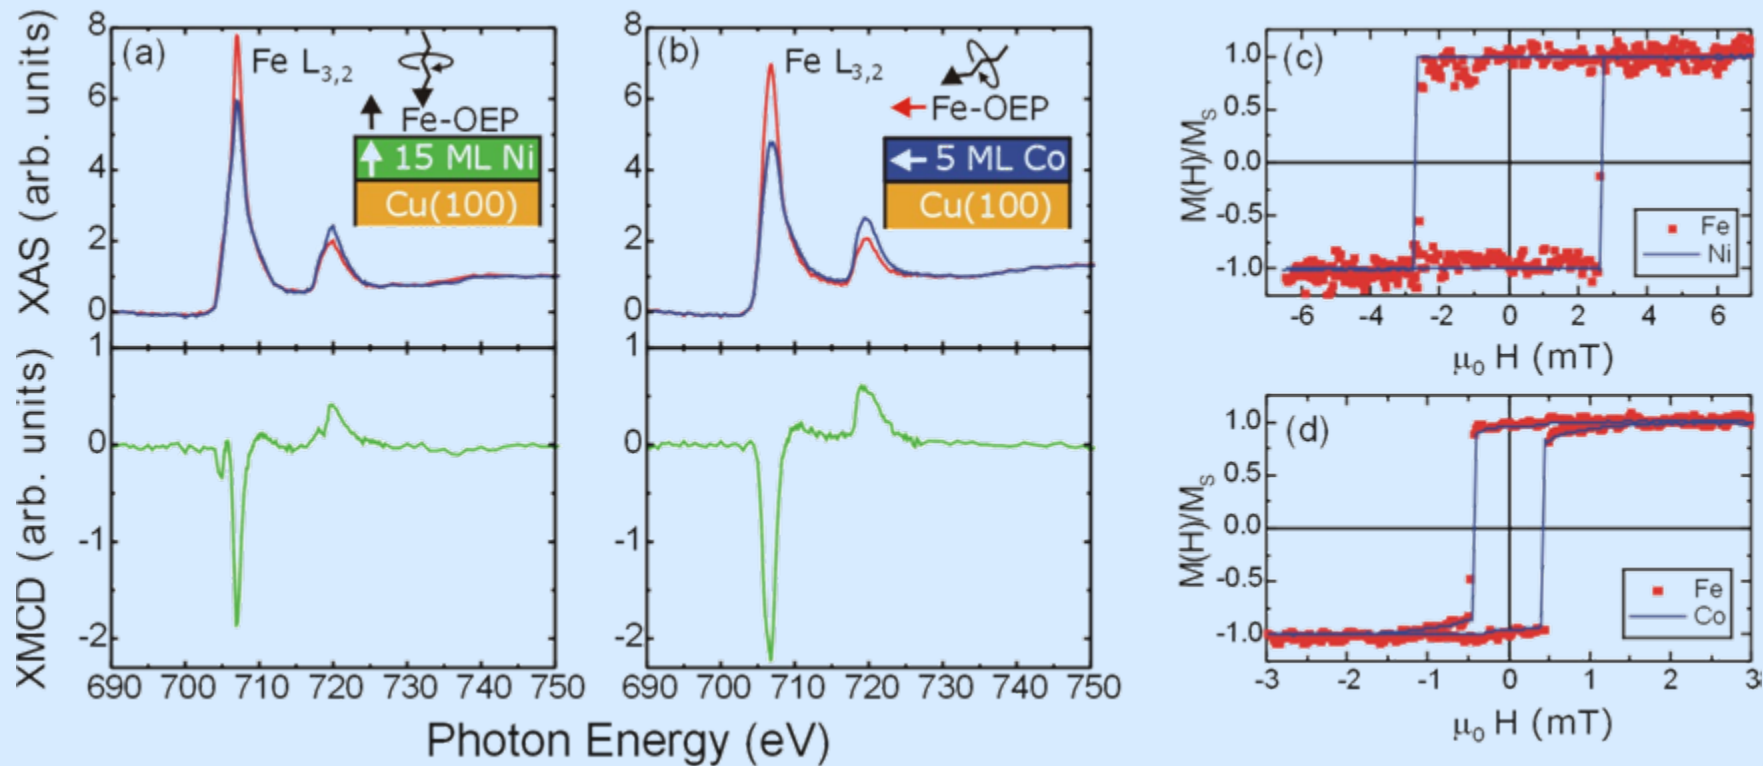 (a)
Fe L3,2
Fe-OEP
15 ML Ni
Cu(100)
XAS (arb. units)
8
6
4
2
0
XMCD (arb. units)
1
0
-1
-2
690 700 710 720 730 740 750
(b)
Fe L3,2
Fe-OEP
5 ML Co
Cu(100)
8
6
4
2
0
1
0
-1
-2
690 700 710 720 730 740 750
Photon Energy (eV)
(c)
M(H)/MS
1.0
0.5
0.0
-0.5
-1.0
Fe
Ni
-6 -4 -2 0 2 4 6
μ0 H (mT)
(d)
M(H)/MS
1.0
0.5
0.0
-0.5
-1.0
Fe
Co
-3 -2 -1 0 1 2 3
μ0 H (mT)